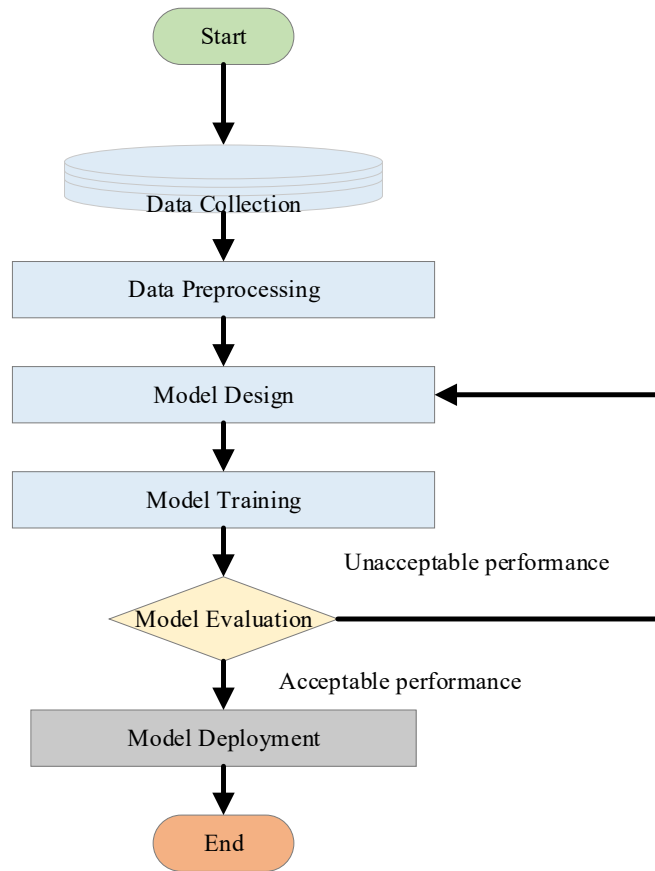 Start
Data Collection
Data Preprocessing
Model Design
Model Training
Unacceptable performance
Model Evaluation
Acceptable performance
Model Deployment
End